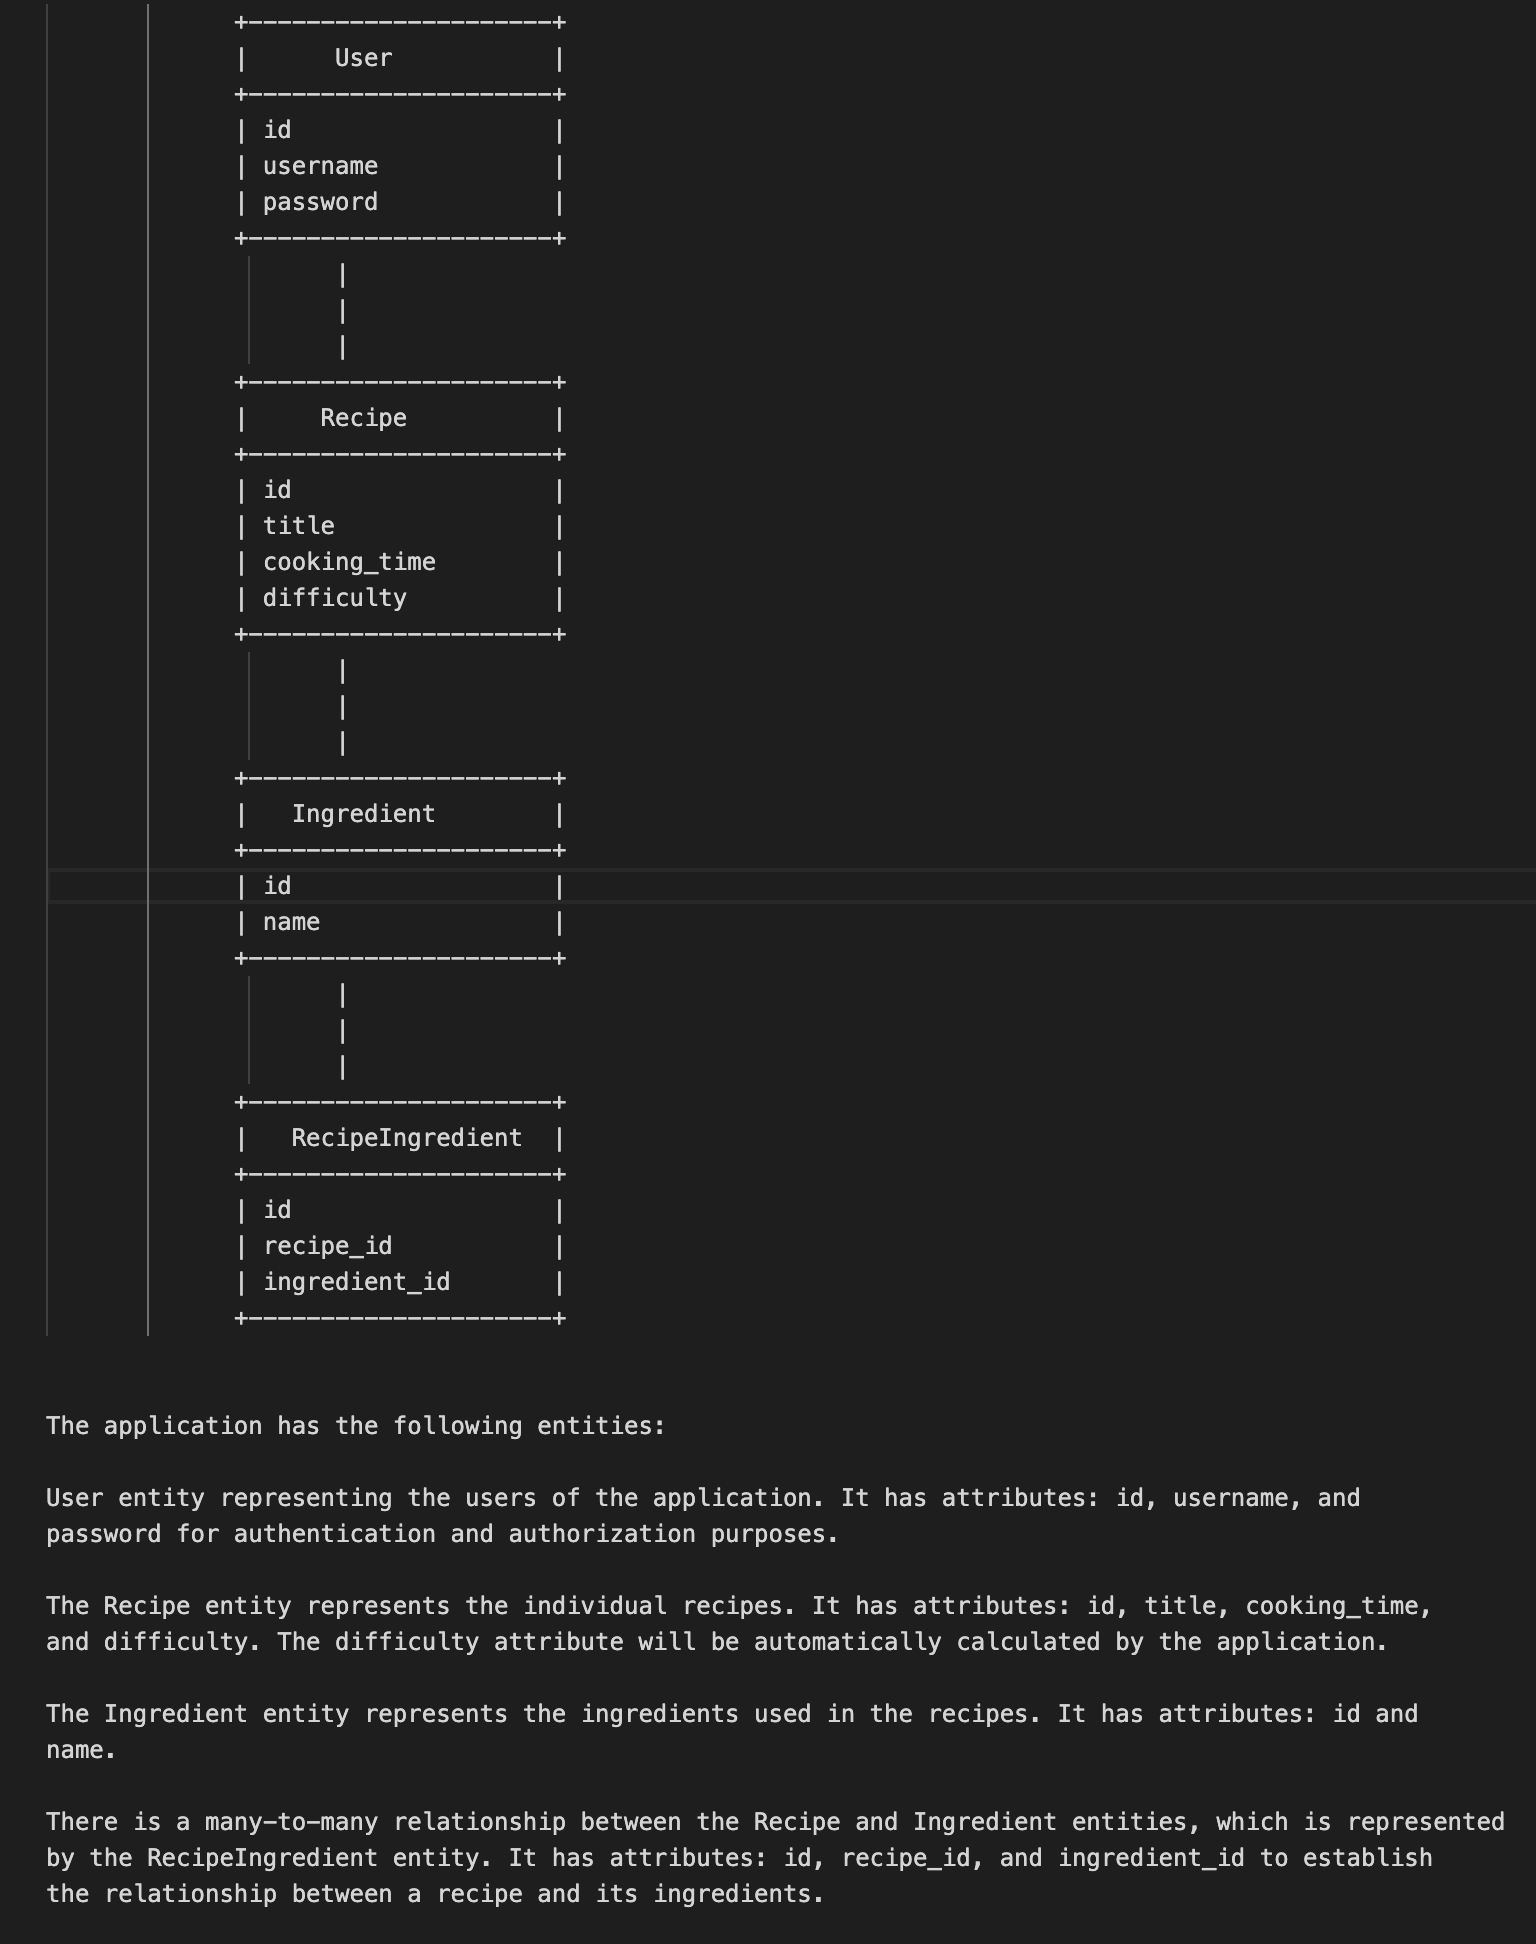 +---------------------+
|      User           |
+---------------------+
| id                  |
| username            |
| password            |
+---------------------+
       |
       |
       |
+---------------------+
|     Recipe          |
+---------------------+
| id                  |
| title               |
| cooking_time        |
| difficulty          |
+---------------------+
       |
       |
       |
+---------------------+
|   Ingredient        |
+---------------------+
| id                  |
| name                |
+---------------------+
       |
       |
       |
+---------------------+
|   RecipeIngredient  |
+---------------------+
| id                  |
| recipe_id           |
| ingredient_id       |
+---------------------+
The application has the following entities:
User entity representing the users of the application. It has attributes: id, username, and
password for authentication and authorization purposes.
The Recipe entity represents the individual recipes. It has attributes: id, title, cooking_time,
and difficulty. The difficulty attribute will be automatically calculated by the application.
The Ingredient entity represents the ingredients used in the recipes. It has attributes: id and
name.
There is a many-to-many relationship between the Recipe and Ingredient entities, which is represented
by the RecipeIngredient entity. It has attributes: id, recipe_id, and ingredient_id to establish
the relationship between a recipe and its ingredients.